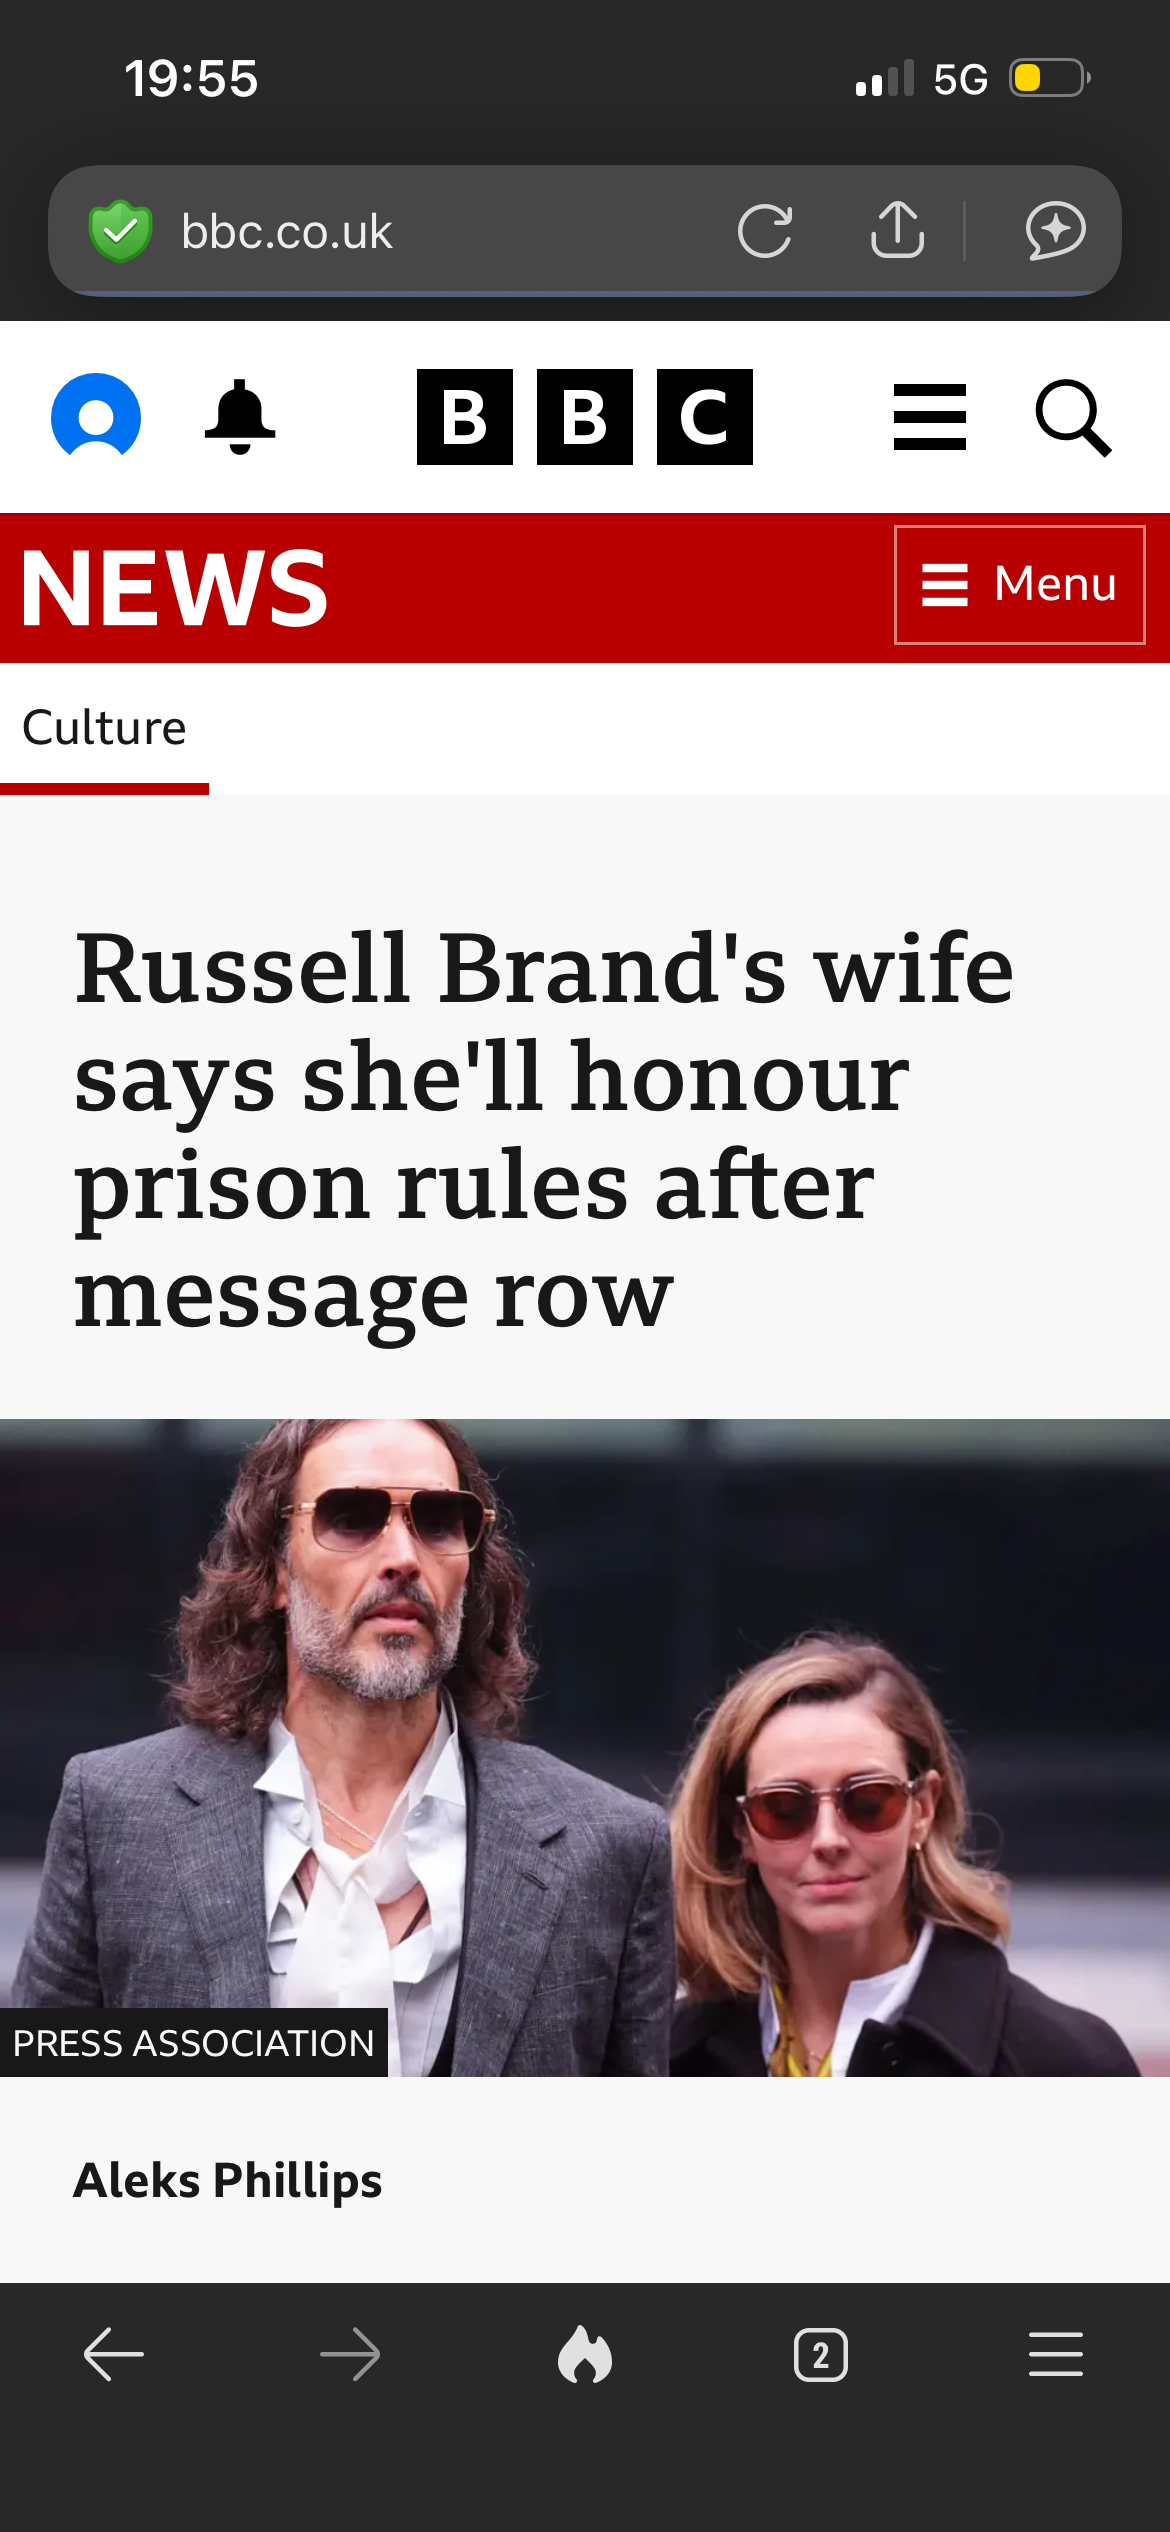 19:55
5G
bbc.co.uk
BBC
NEWS
Menu
Culture
Russell Brand's wife
says she'll honour
prison rules after
message row
PRESS ASSOCIATION
Aleks Phillips
2